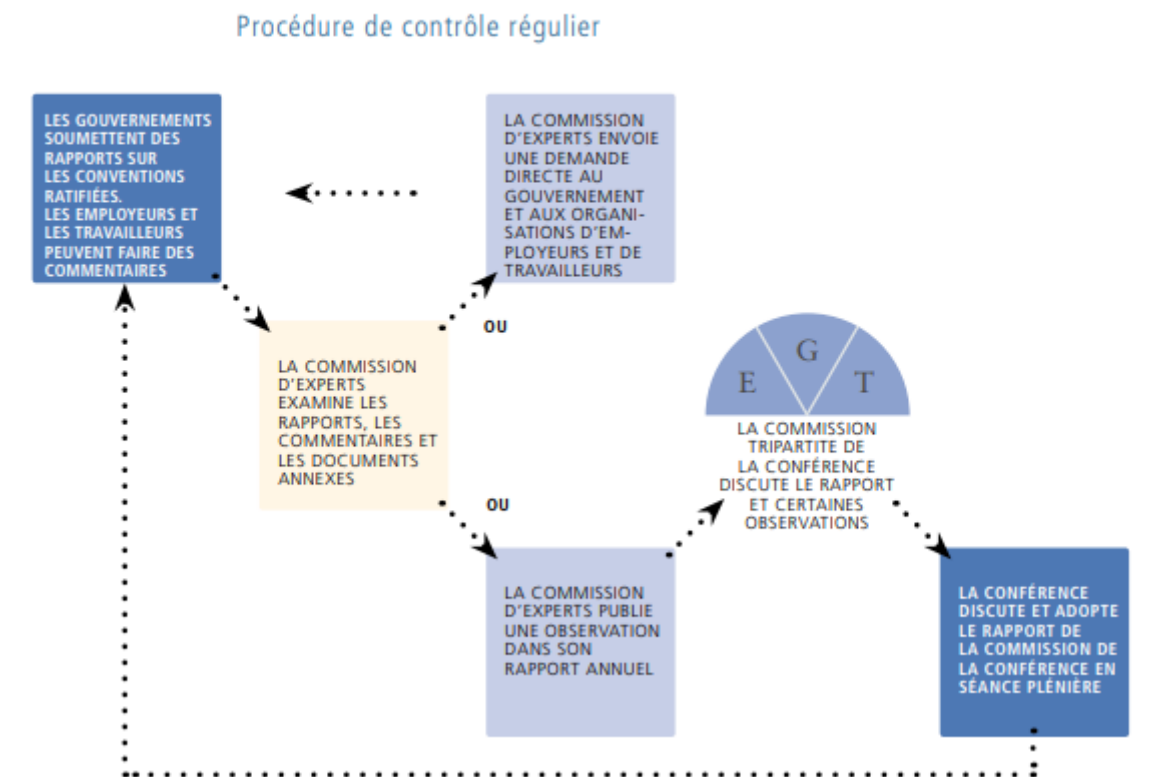 Procédure de contrôle régulier
LES GOUVERNEMENTS
SOUMETTENT DES
RAPPORTS SUR
LES CONVENTIONS
RATIFIÉES.
LES EMPLOYEURS ET
LES TRAVAILLEURS
PEUVENT FAIRE DES
COMMENTAIRES
LA COMMISSION
D'EXPERTS ENVOIE
UNE DEMANDE
DIRECTE AU
GOUVERNEMENT
ET AUX ORGANI-
SATIONS D'EM-
PLOYEURS ET DE
TRAVAILLEURS
OU
LA COMMISSION
D'EXPERTS
EXAMINE LES
RAPPORTS, LES
COMMENTAIRES ET
LES DOCUMENTS
ANNEXES
OU
E G T
LA COMMISSION
TRIPARTITE DE
LA CONFÉRENCE
DISCUTE LE RAPPORT
ET CERTAINES
OBSERVATIONS
LA COMMISSION
D'EXPERTS PUBLIE
UNE OBSERVATION
DANS SON
RAPPORT ANNUEL
LA CONFÉRENCE
DISCUTE ET ADOPTE
LE RAPPORT DE
LA COMMISSION DE
LA CONFÉRENCE EN
SÉANCE PLÉNIÈRE